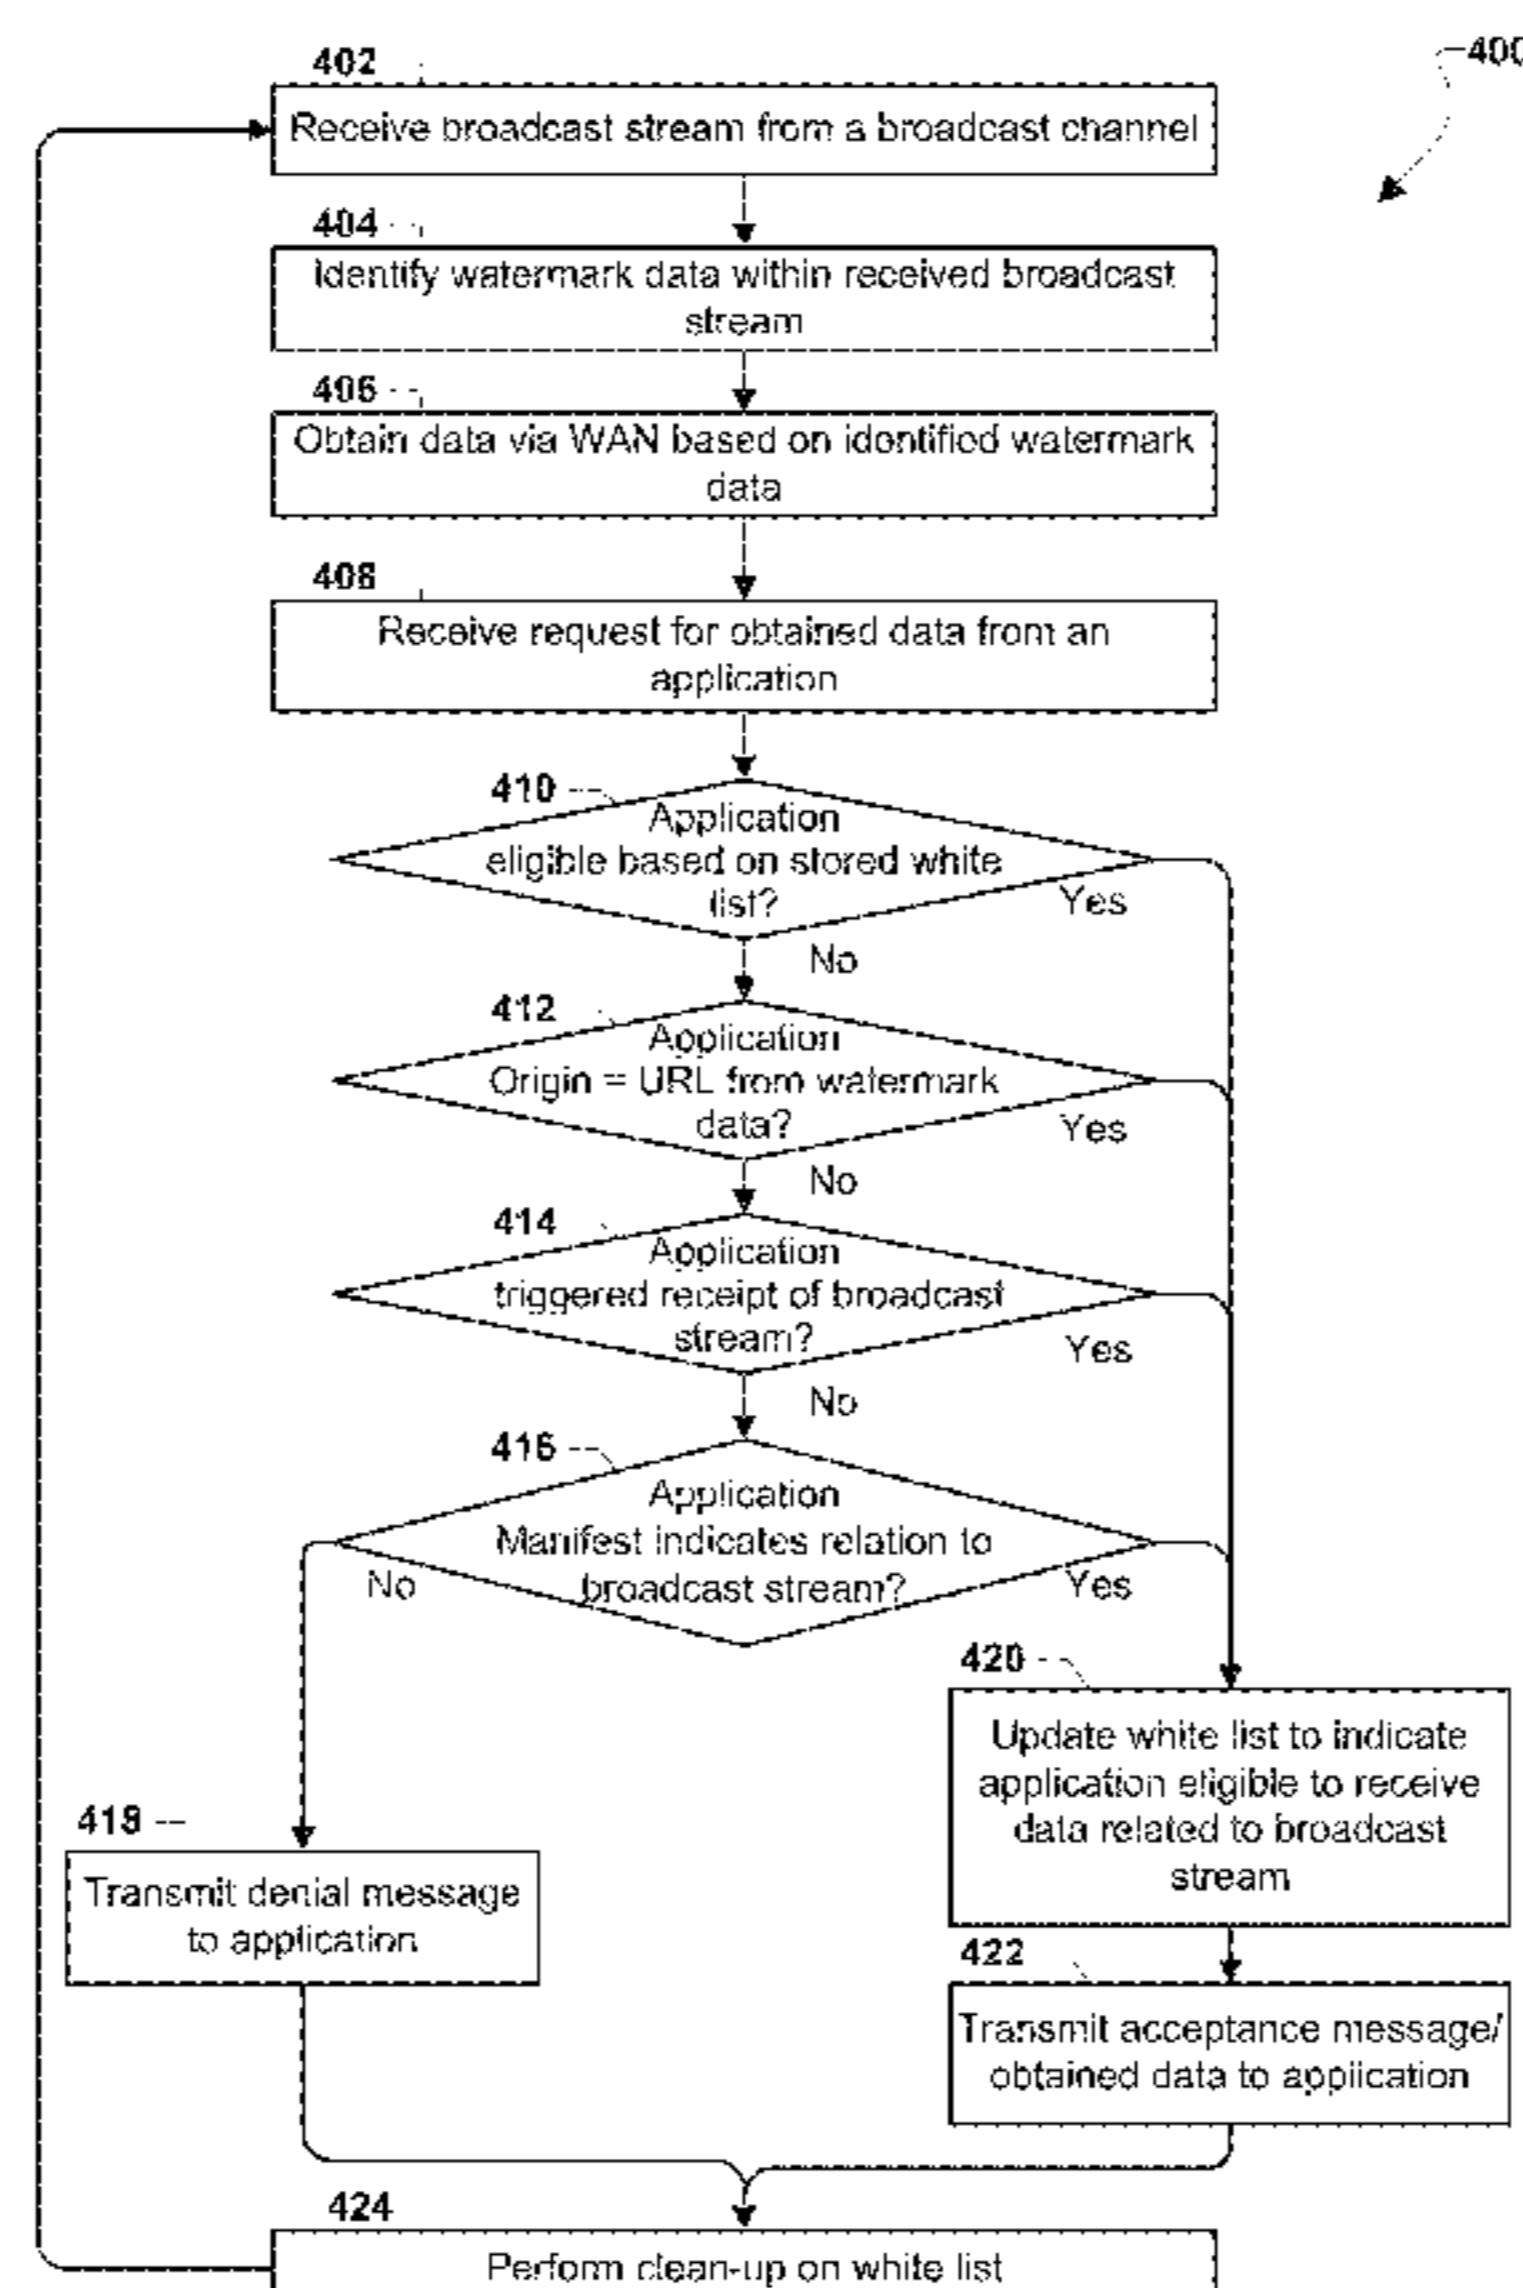 400
402
Receive broadcast stream from a broadcast channel
404
Identify watermark data within received broadcast
stream
406
Obtain data via WAN based on identified watermark
data
408
Receive request for obtained data from an
application
410
Application
eligible based on stored white
list?
Yes
No
412
Application
Origin = URL from watermark
data?
Yes
No
414
Application
triggered receipt of broadcast
stream?
Yes
No
416
Application
Manifest indicates relation to
broadcast stream?
No
Yes
420
Update white list to indicate
application eligible to receive
data related to broadcast
stream
418
Transmit denial message
to application
422
Transmit acceptance message/
obtained data to application
424
Perform clean-up on white list